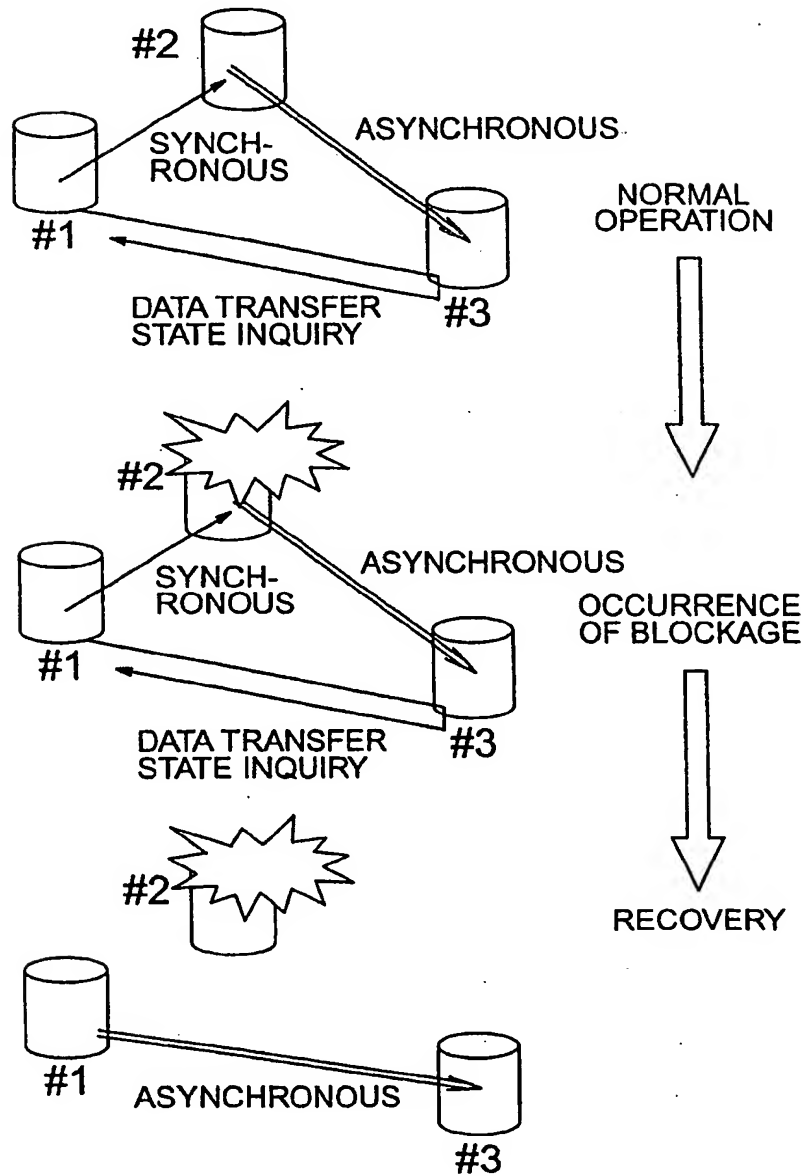 #2
ASYNCHRONOUS
SYNCH-
RONOUS
#1
NORMAL
OPERATION
DATA TRANSFER
STATE INQUIRY
#3
#2
ASYNCHRONOUS
SYNCH-
RONOUS
OCCURRENCE
OF BLOCKAGE
#1
DATA TRANSFER
STATE INQUIRY
#3
#2
RECOVERY
#1
ASYNCHRONOUS
#3